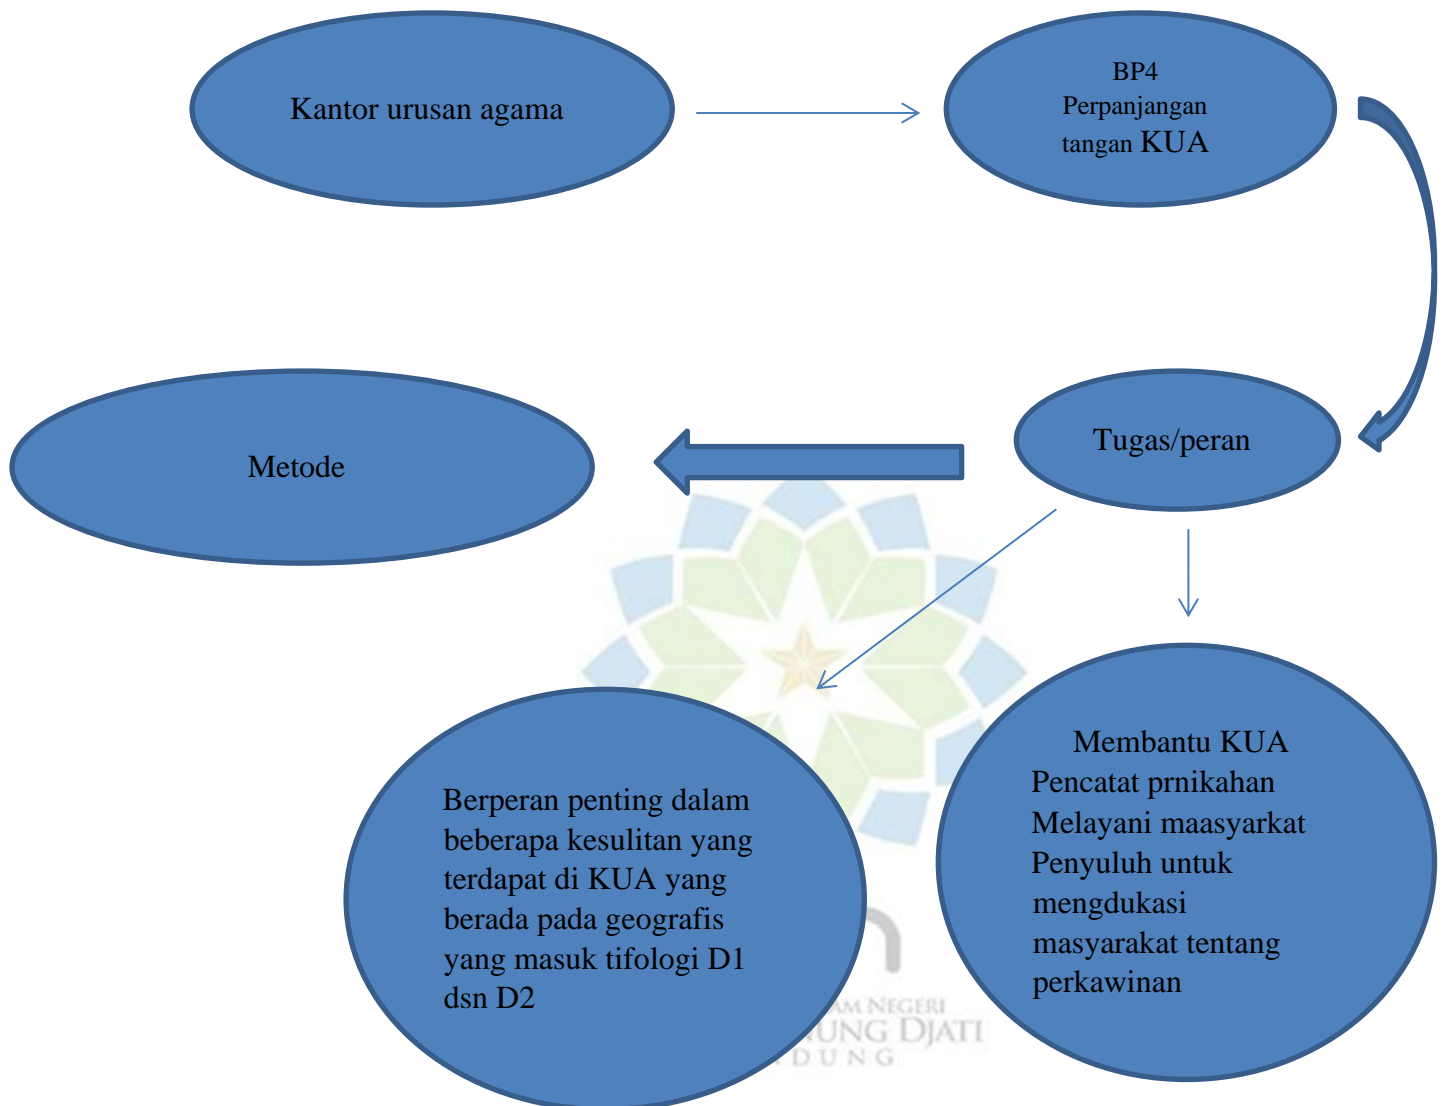 Kantor urusan agama
BP4
Perpanjangan
tangan KUA
Metode
Tugas/peran
Berperan penting dalam
beberapa kesulitan yang
terdapat di KUA yang
berada pada geografis
yang masuk tifologi D1
dsn D2
Membantu KUA
Pencatat prnikahan
Melayani maasyarkat
Penyuluh untuk
mengdukasi
masyarakat tentang
perkawinan
NEGERI
DJATI